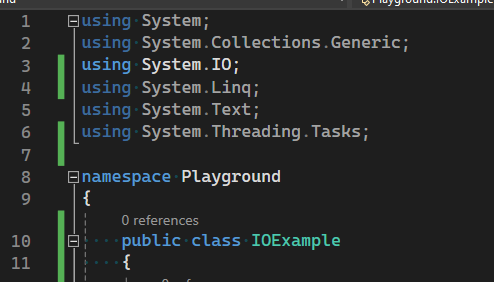 Playground.IOExample
1 using System;
2 using System.Collections.Generic;
3 using System.IO;
4 using System.Linq;
5 using System.Text;
6 using System.Threading.Tasks;
7
8 namespace Playground
9 {
0 references
10 public class IOExample
11 {